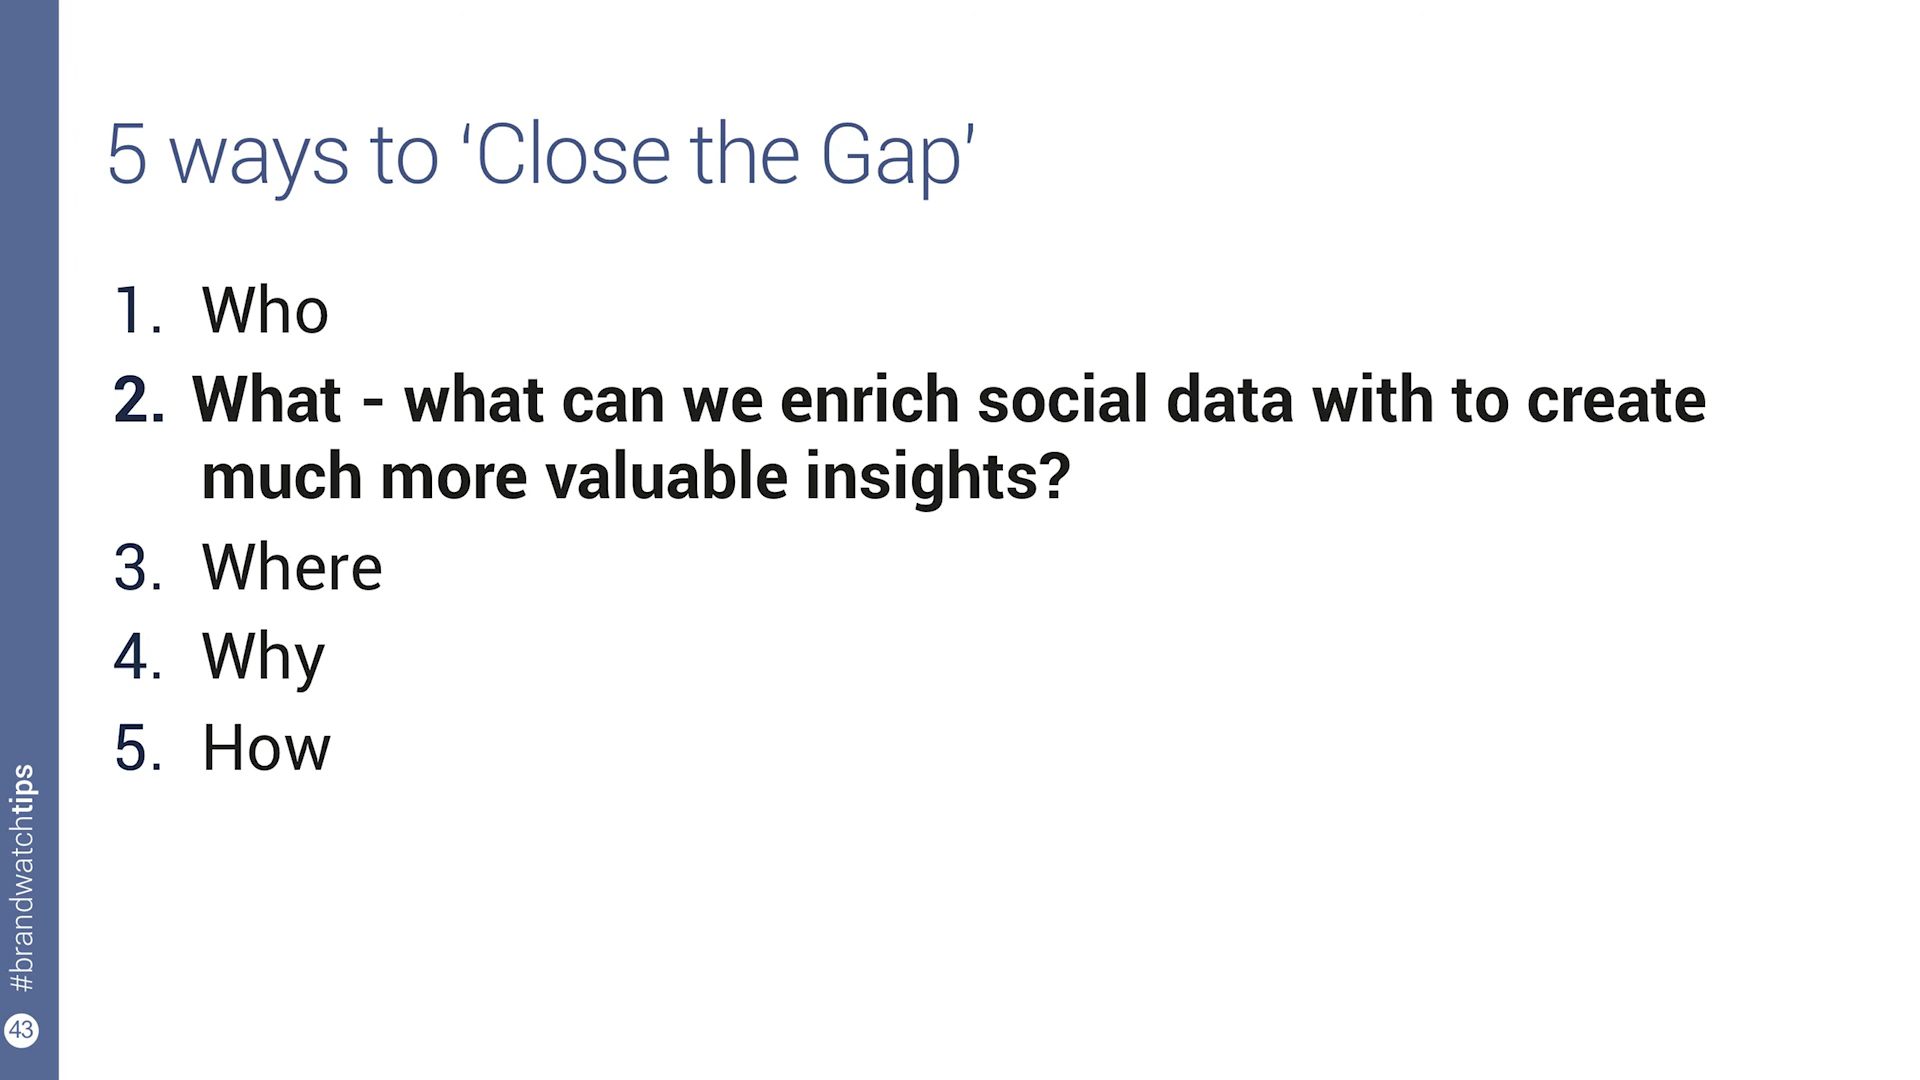 5 ways to ‘Close the Gap’
1. Who
2. What - what can we enrich social data with to create
much more valuable insights?
3. Where
4. Why
5. How
#brandwatchtips
43